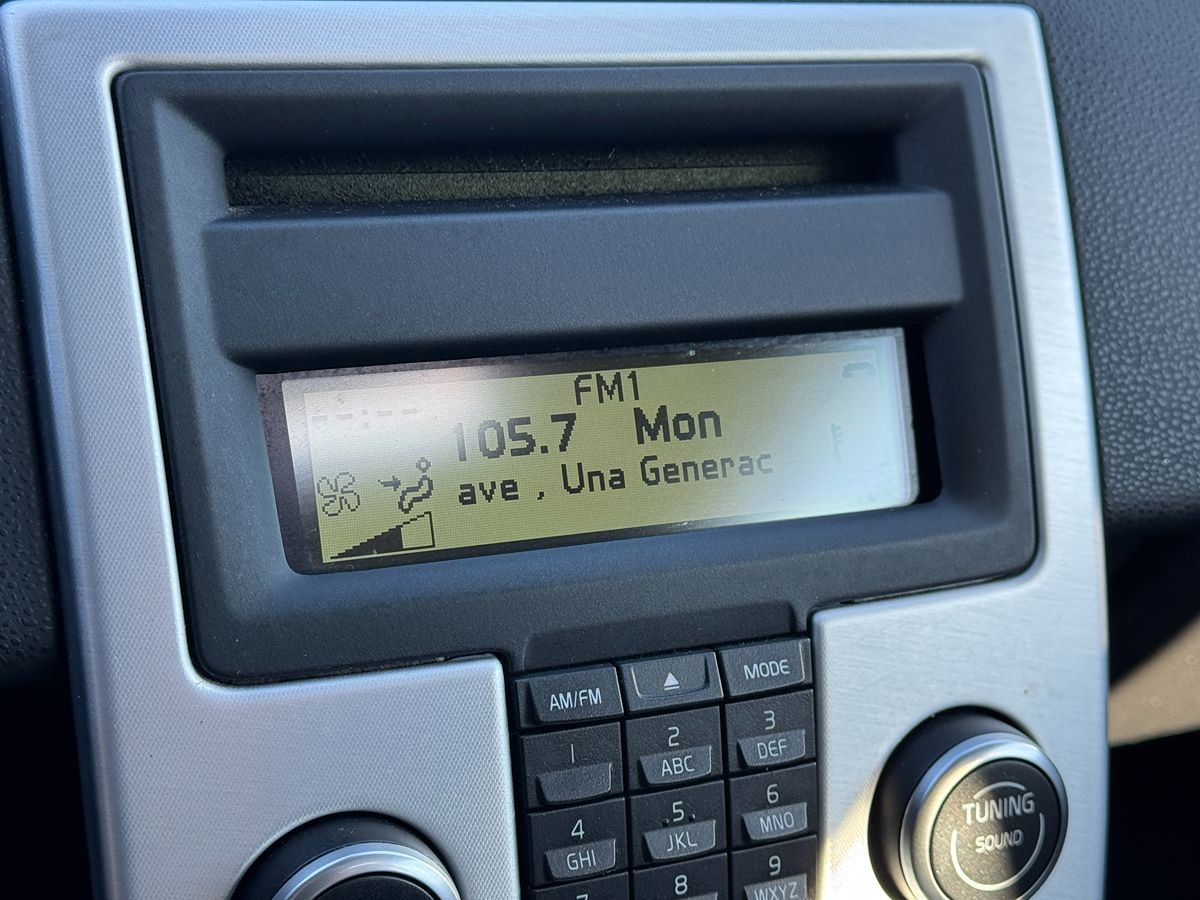 FM1
105.7 Mon
ave , Una Generac
AM/FM
MODE
1
2
ABC
3
DEF
4
GHI
5
JKL
6
MNO
7
8
9
WXYZ
TUNING
SOUND